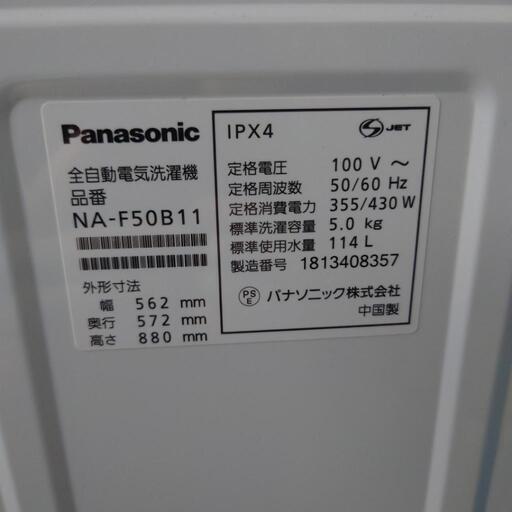 Panasonic
全自動電気洗濯機
品番
NA-F50B11
外形寸法
幅 562 mm
奥行 572 mm
高さ 880 mm
IPX4
S JET
定格電圧 100 V ～
定格周波数 50/60 Hz
定格消費電力 355/430 W
標準洗濯容量 5.0 kg
標準使用水量 114 L
製造番号 1813408357
PS E パナソニック株式会社
中国製